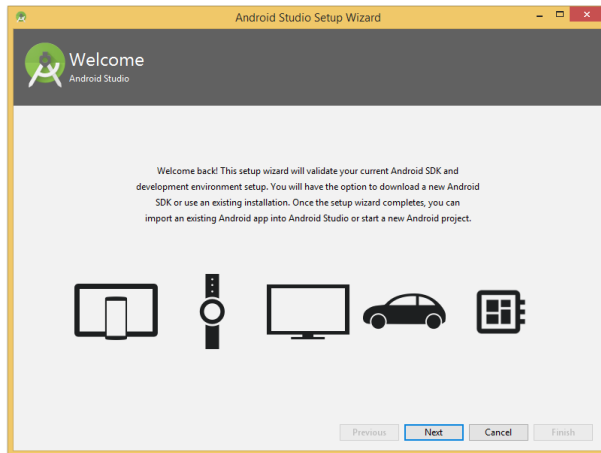 Android Studio Setup Wizard
Welcome
Android Studio
Welcome back! This setup wizard will validate your current Android SDK and
development environment setup. You will have the option to download a new Android
SDK or use an existing installation. Once the setup wizard completes, you can
import an existing Android app into Android Studio or start a new Android project.
Previous Next Cancel Finish